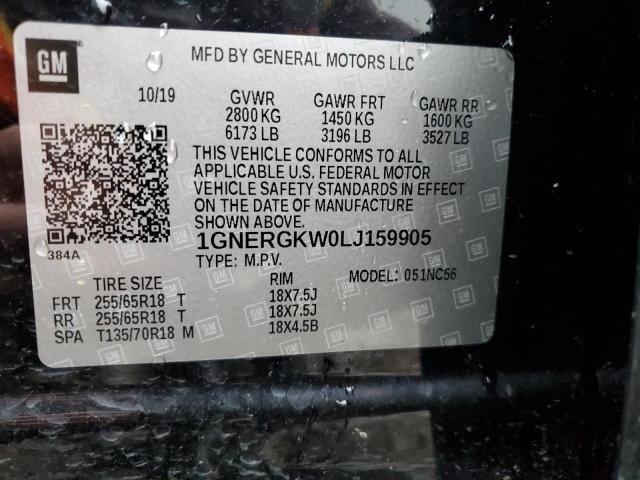 GM
MFD BY GENERAL MOTORS LLC
10/19 GVWR GAWR FRT GAWR RR
2800 KG 1450 KG 1600 KG
6173 LB 3196 LB 3527 LB
THIS VEHICLE CONFORMS TO ALL
APPLICABLE U.S. FEDERAL MOTOR
VEHICLE SAFETY STANDARDS IN EFFECT
ON THE DATE OF MANUFACTURE
1GNERGKW0LJ159905
384A
TYPE: M.P.V. MODEL: 051NC56
TIRE SIZE RIM
FRT 255/65R18 T 18X7.5J
RR 255/65R18 T 18X7.5J
SPA T135/70R18 M 18X4.5B